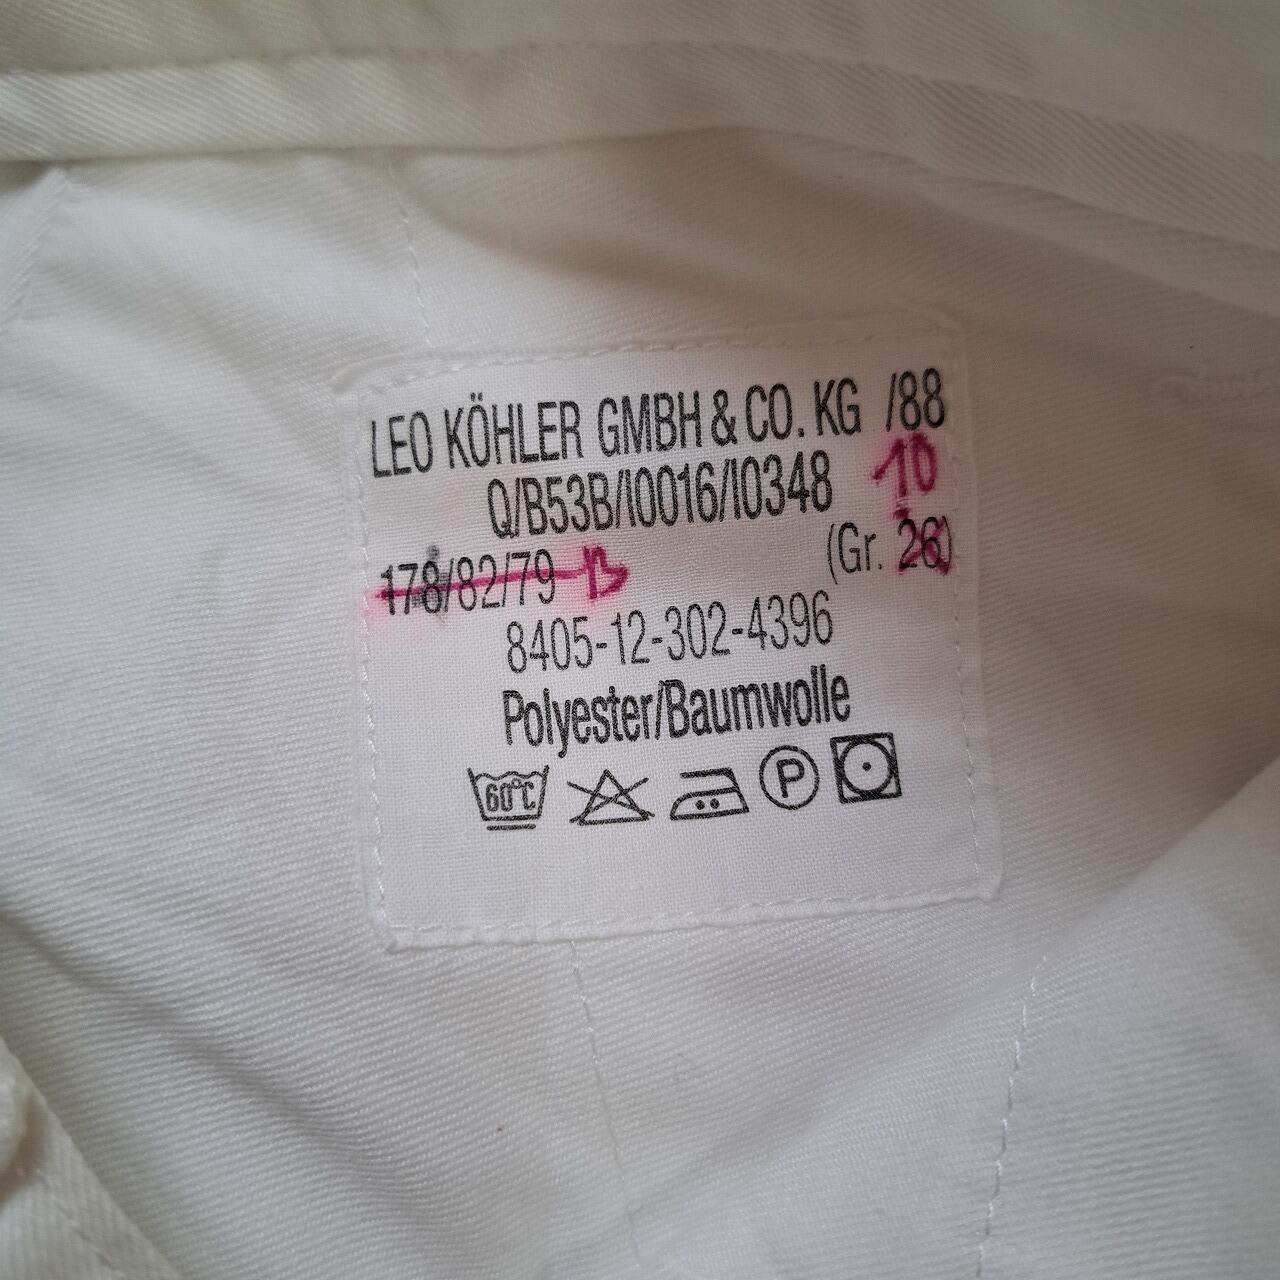 LEO KÖHLER GMBH & CO. KG /88
Q/B53B/I0016/I0348 10
178/82/79 (Gr. 26)
8405-12-302-4396
Polyester/Baumwolle
60°C P